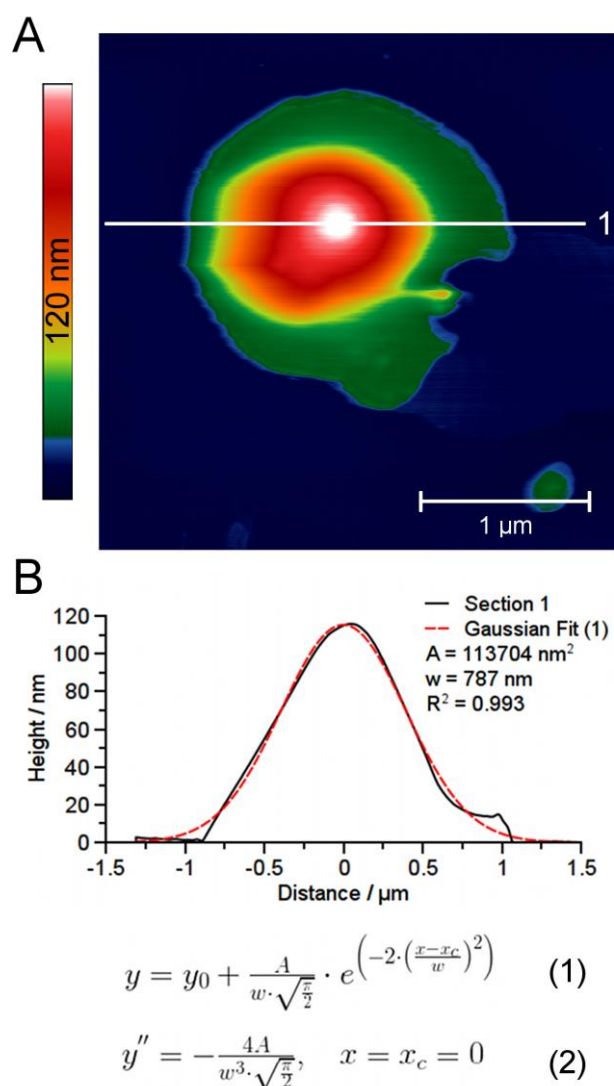 A
120 nm
1
1 µm
B
120
100
80
60
40
20
0
Height / nm
Section 1
Gaussian Fit (1)
A = 113704 nm²
w = 787 nm
R² = 0.993
-1.5 -1 -0.5 0 0.5 1 1.5
Distance / µm
y = y₀ + A/(w·√(π/2)) · e^(−2·((x−x_c)/w)²) (1)
y″ = −4A/(w³·√(π/2)), x = x_c = 0 (2)